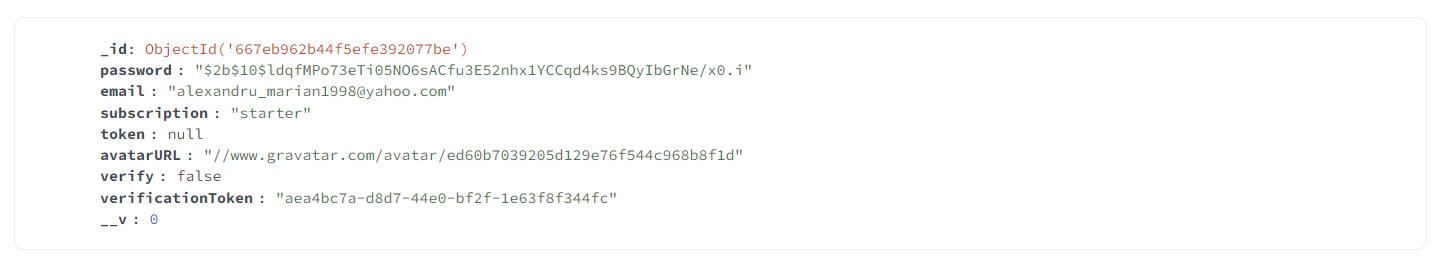 _id: ObjectId('667eb962b44f5efe392077be')
password : "$2b$10$ldqfMPo73eTi05NO6sACfu3E52nhx1YCCqd4ks9BQyIbGrNe/x0.i"
email : "alexandru_marian1998@yahoo.com"
subscription : "starter"
token : null
avatarURL : "//www.gravatar.com/avatar/ed60b7039205d129e76f544c968b8f1d"
verify : false
verificationToken : "aea4bc7a-d8d7-44e0-bf2f-1e63f8f344fc"
__v : 0